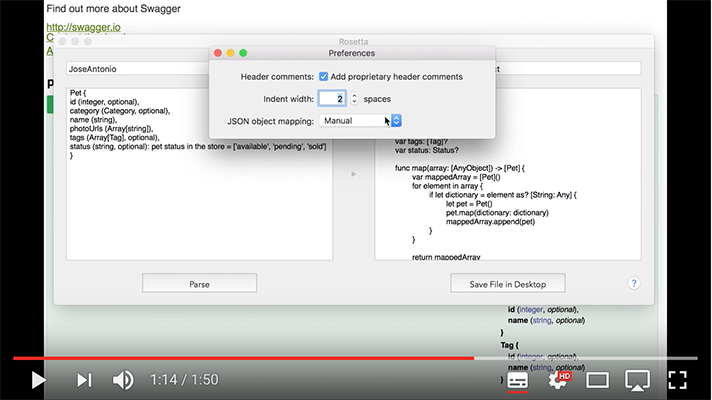 Find out more about Swagger
http://swagger.io
Rosetta
Preferences
JoseAntonio
ct
Header comments: Add proprietary header comments
Indent width: 2 spaces
JSON object mapping: Manual
Pet {
id (integer, optional),
category (Category, optional),
name (string),
photoUrls (Array[string]),
tags (Array[Tag], optional),
status (string, optional): pet status in the store = ['available', 'pending', 'sold']
}
var tags: [Tag]?
var status: Status?
func map(array: [AnyObject]) -> [Pet] {
var mappedArray = [Pet]()
for element in array {
if let dictionary = element as? [String: Any] {
let pet = Pet()
pet.map(dictionary: dictionary)
mappedArray.append(pet)
}
}
return mappedArray
Parse
Save File in Desktop
?
id (integer, optional),
name (string, optional)
}
Tag {
id (integer, optional),
name (string, optional)
}
1:14 / 1:50
HD